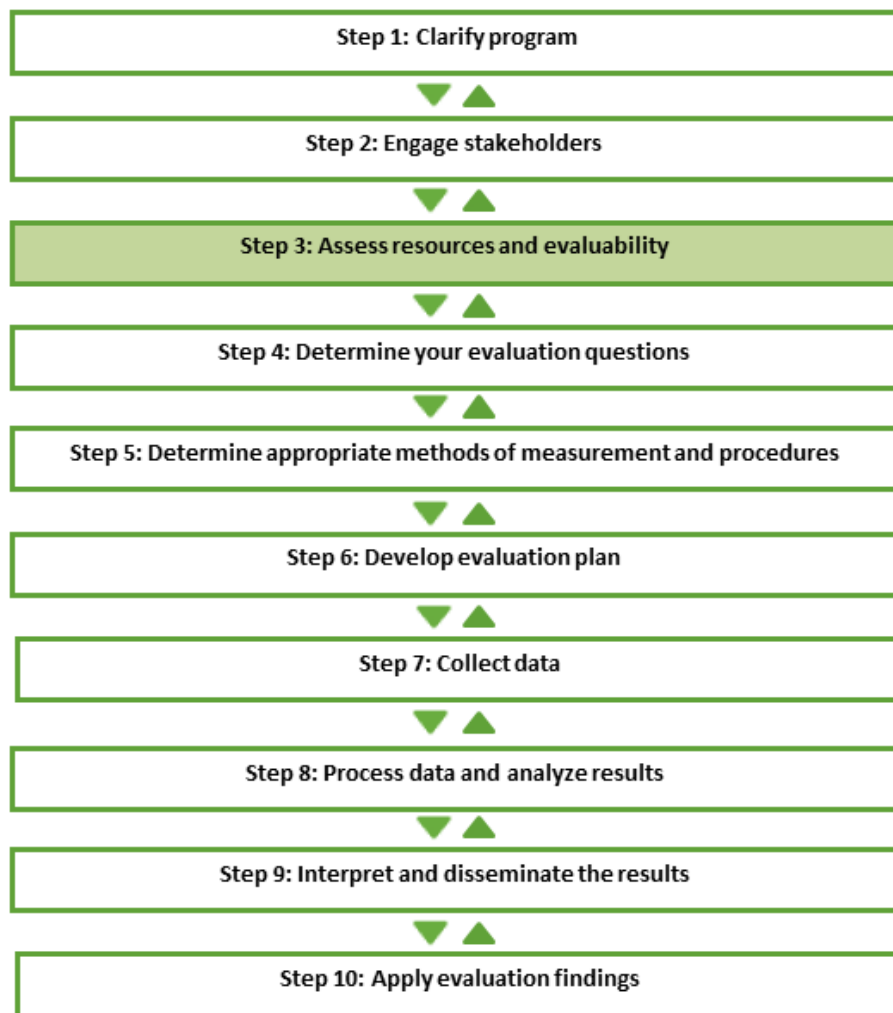 Step 1: Clarify program
Step 2: Engage stakeholders
Step 3: Assess resources and evaluability
Step 4: Determine your evaluation questions
Step 5: Determine appropriate methods of measurement and procedures
Step 6: Develop evaluation plan
Step 7: Collect data
Step 8: Process data and analyze results
Step 9: Interpret and disseminate the results
Step 10: Apply evaluation findings